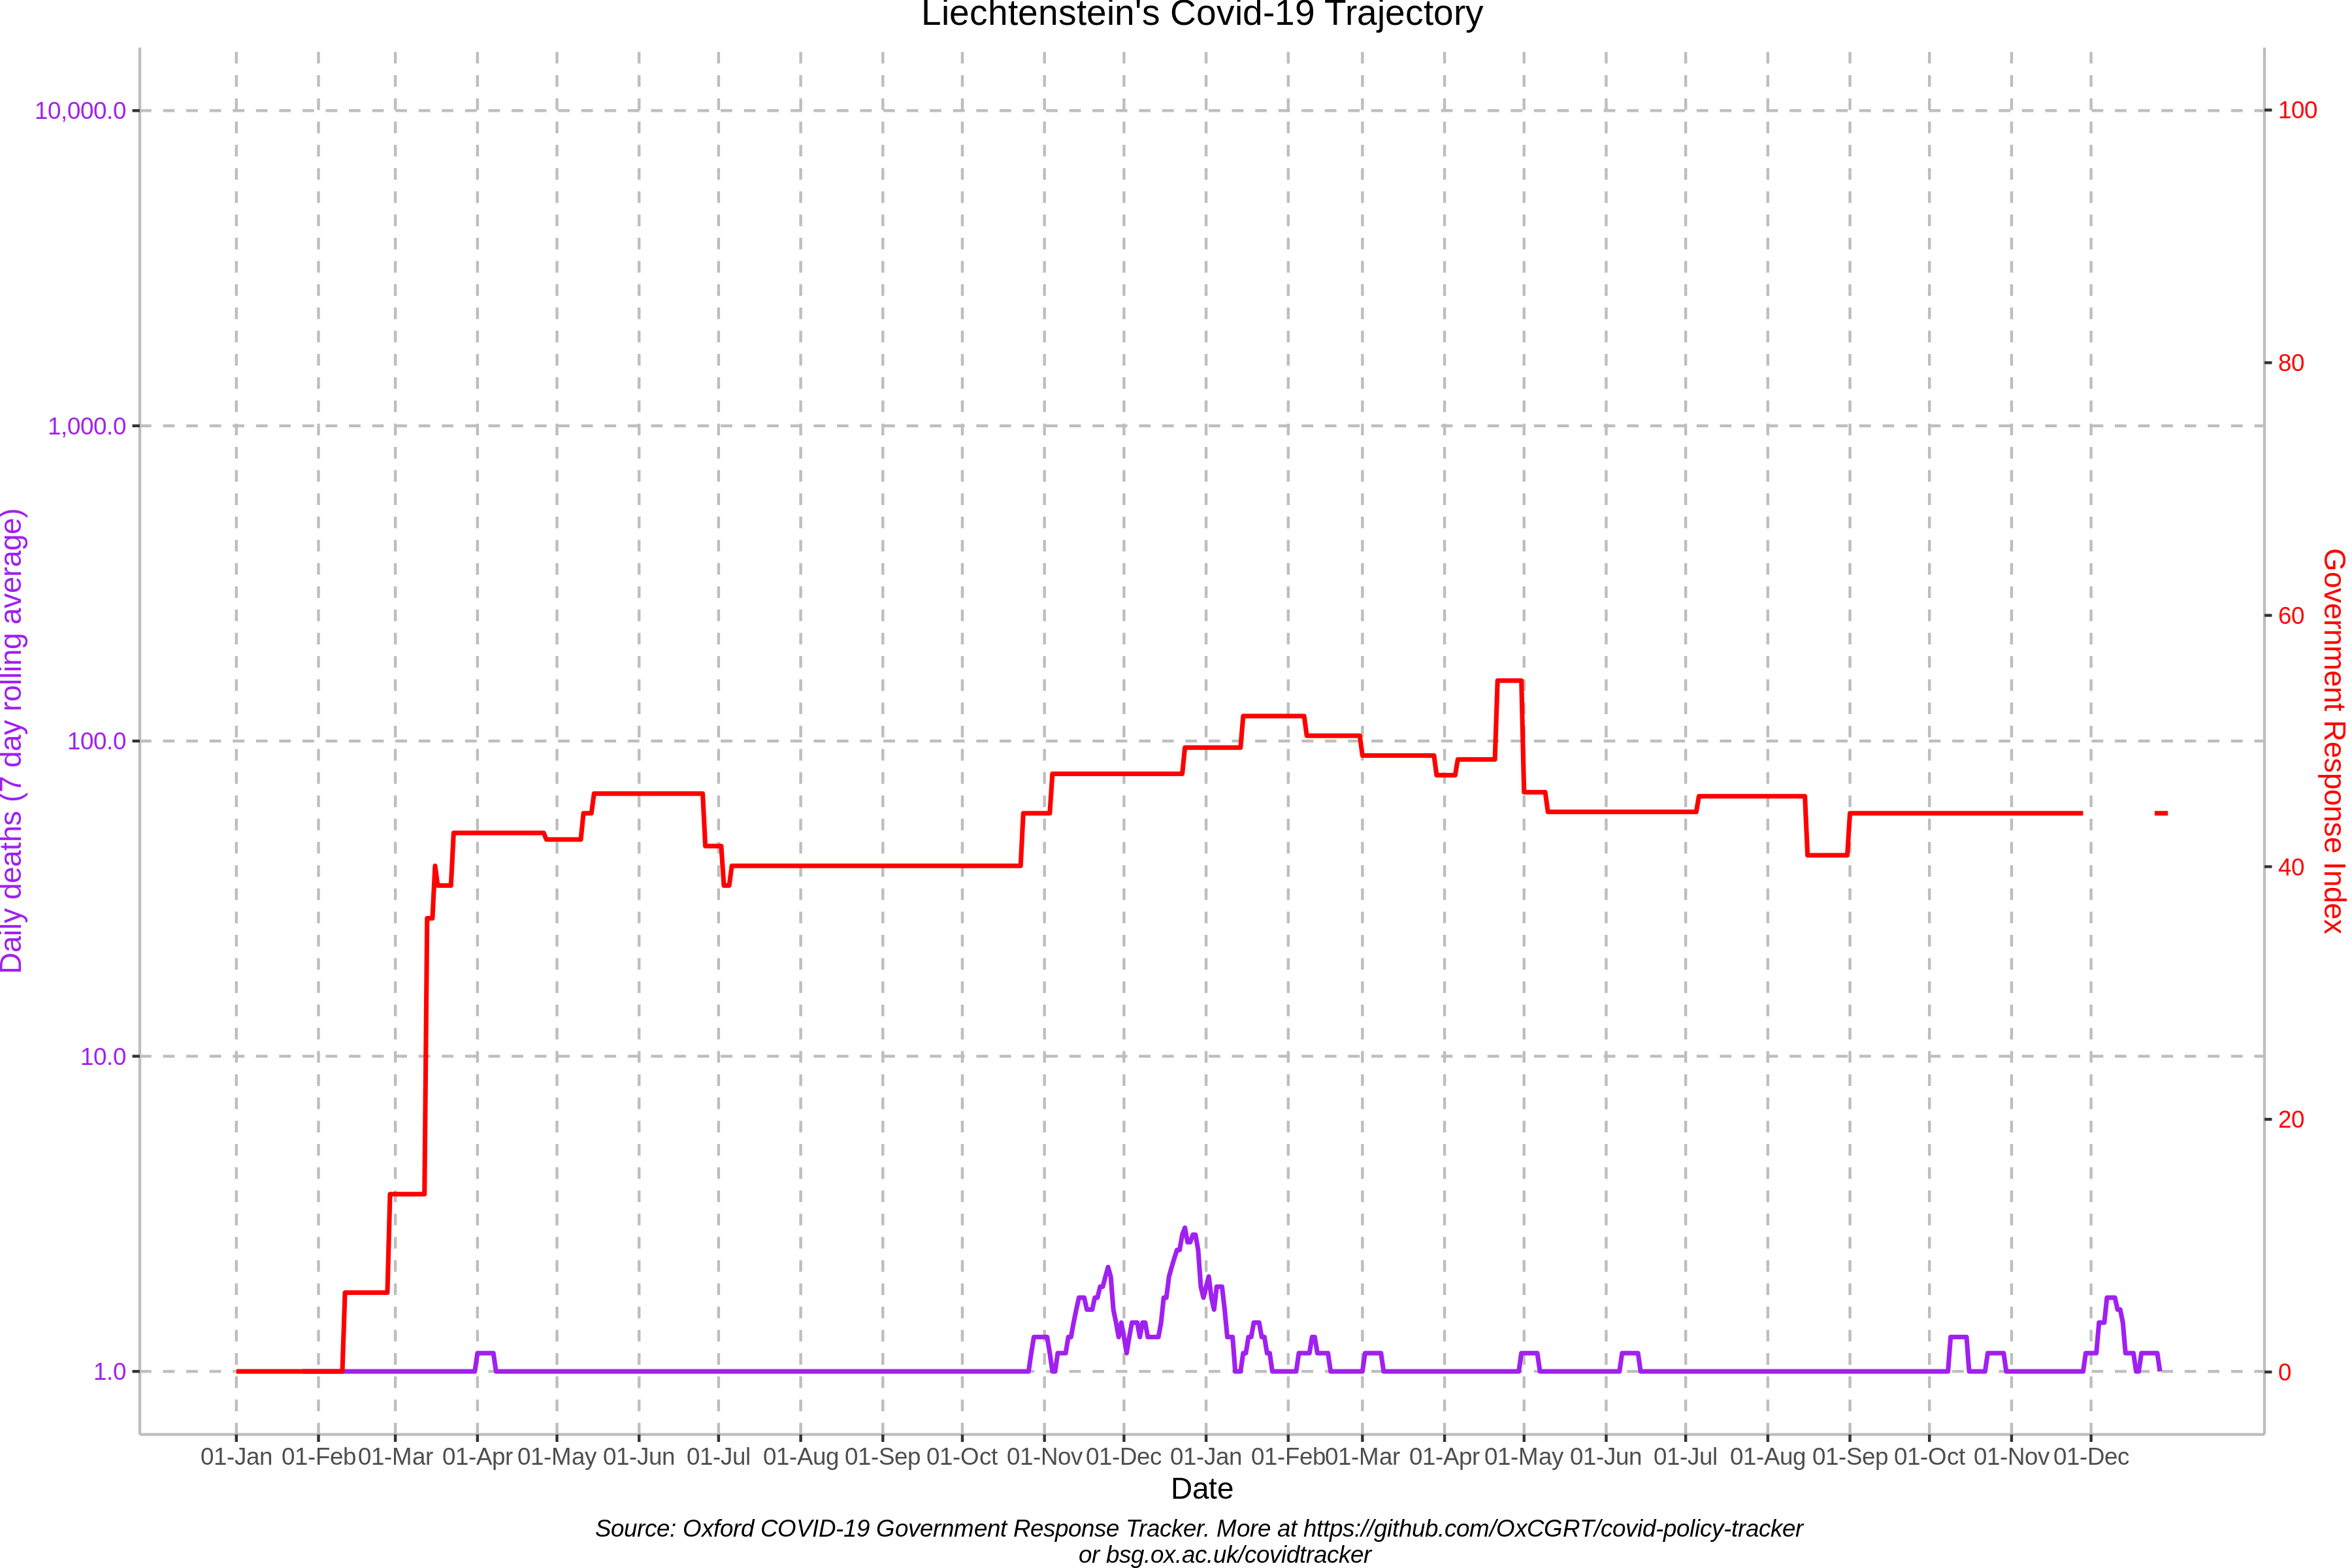 Liechtenstein's Covid-19 Trajectory
10,000.0
1,000.0
100.0
10.0
1.0
Daily deaths (7 day rolling average)
100
80
60
40
20
0
Government Response Index
01-Jan 01-Feb 01-Mar 01-Apr 01-May 01-Jun 01-Jul 01-Aug 01-Sep 01-Oct 01-Nov 01-Dec 01-Jan 01-Feb 01-Mar 01-Apr 01-May 01-Jun 01-Jul 01-Aug 01-Sep 01-Oct 01-Nov 01-Dec
Date
Source: Oxford COVID-19 Government Response Tracker. More at https://github.com/OxCGRT/covid-policy-tracker
or bsg.ox.ac.uk/covidtracker